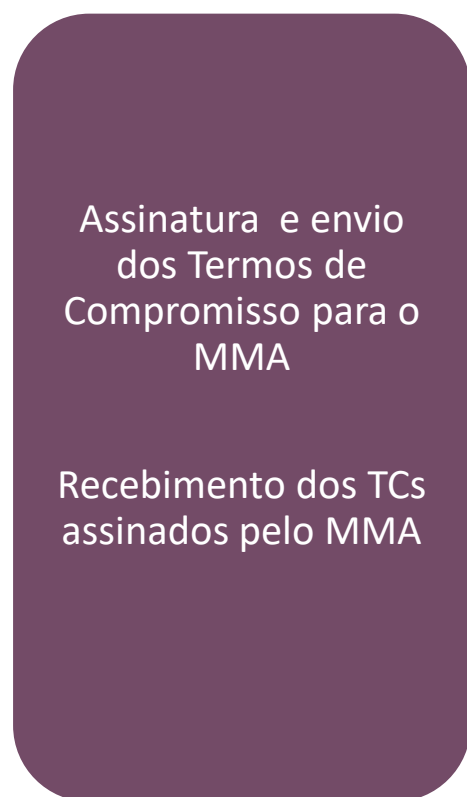 Assinatura  e envio
dos Termos de
Compromisso para o
MMA
Recebimento dos TCs
assinados pelo MMA